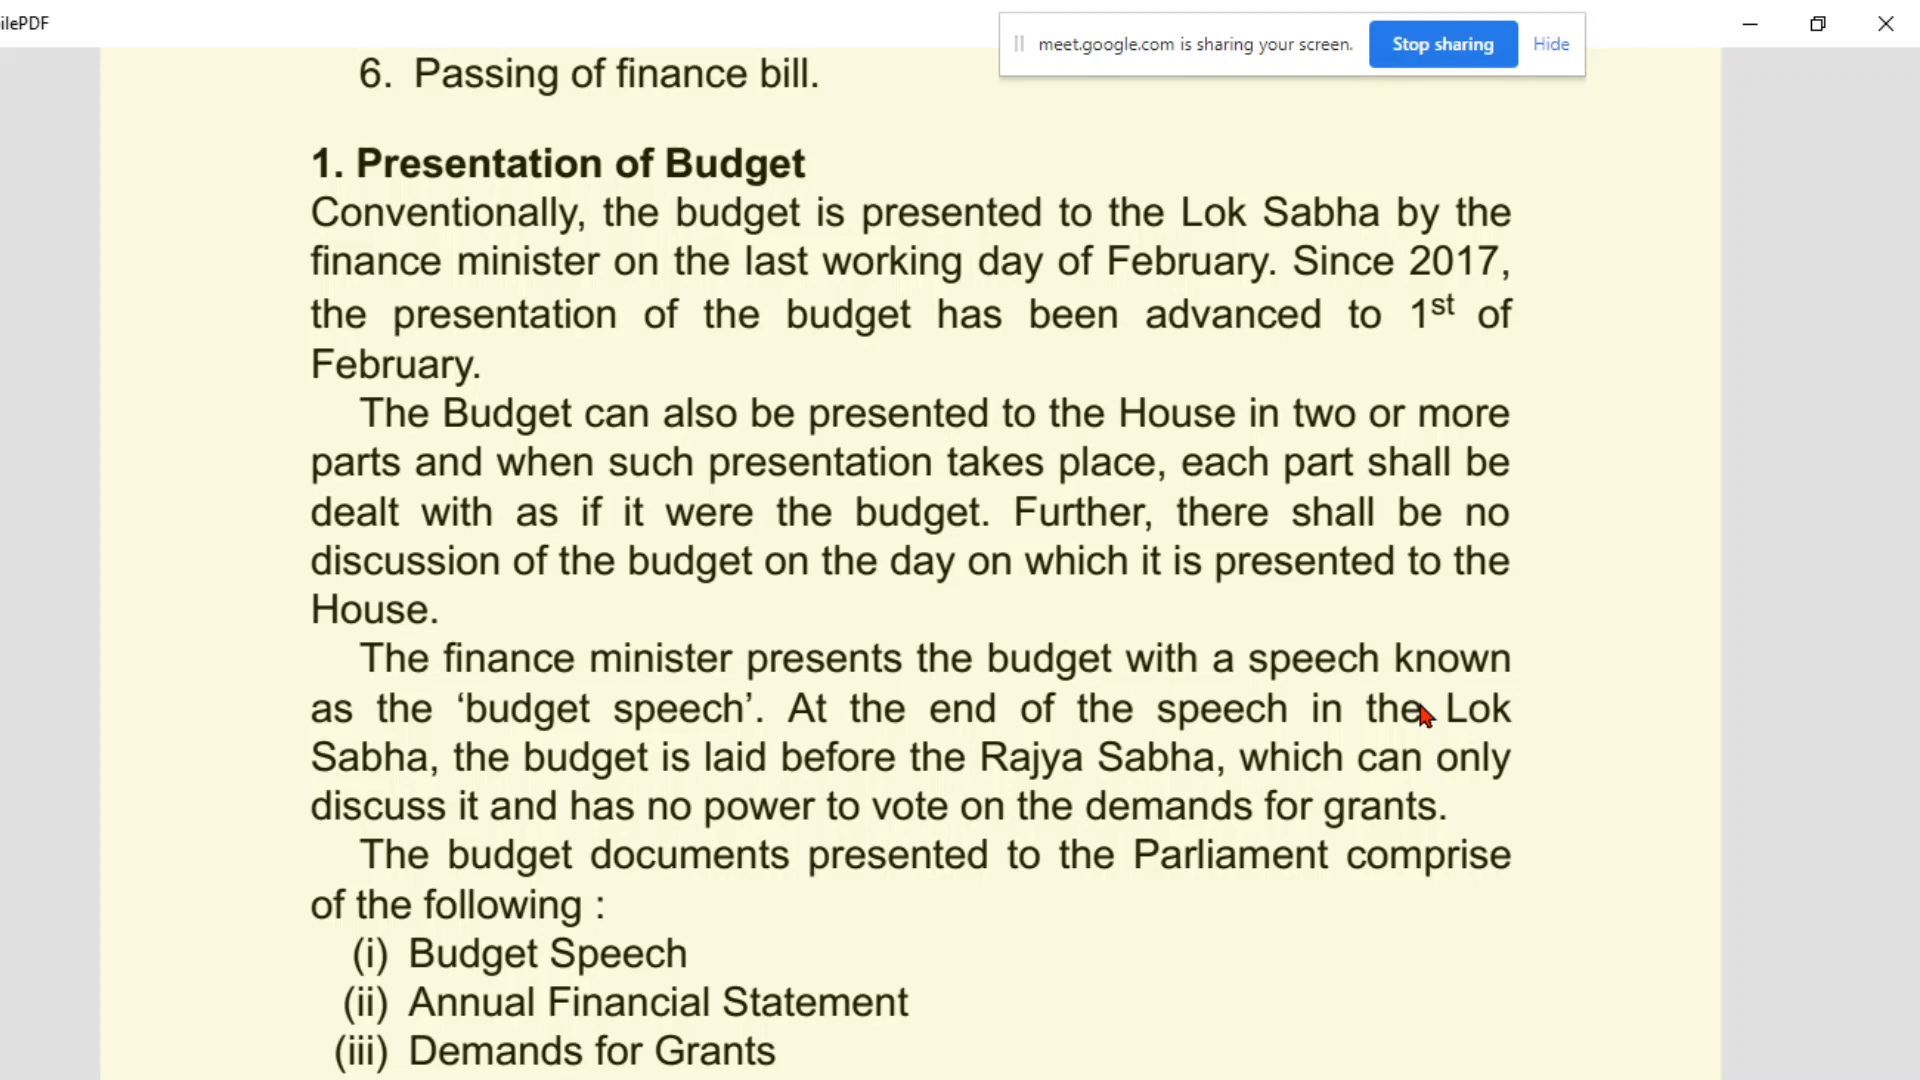 ilePDF
meet.google.com is sharing your screen.
Stop sharing
Hide
6. Passing of finance bill.
1. Presentation of Budget
Conventionally, the budget is presented to the Lok Sabha by the
finance minister on the last working day of February. Since 2017,
the presentation of the budget has been advanced to 1st of
February.
The Budget can also be presented to the House in two or more
parts and when such presentation takes place, each part shall be
dealt with as if it were the budget. Further, there shall be no
discussion of the budget on the day on which it is presented to the
House.
The finance minister presents the budget with a speech known
as the ‘budget speech’. At the end of the speech in the Lok
Sabha, the budget is laid before the Rajya Sabha, which can only
discuss it and has no power to vote on the demands for grants.
The budget documents presented to the Parliament comprise
of the following :
(i) Budget Speech
(ii) Annual Financial Statement
(iii) Demands for Grants